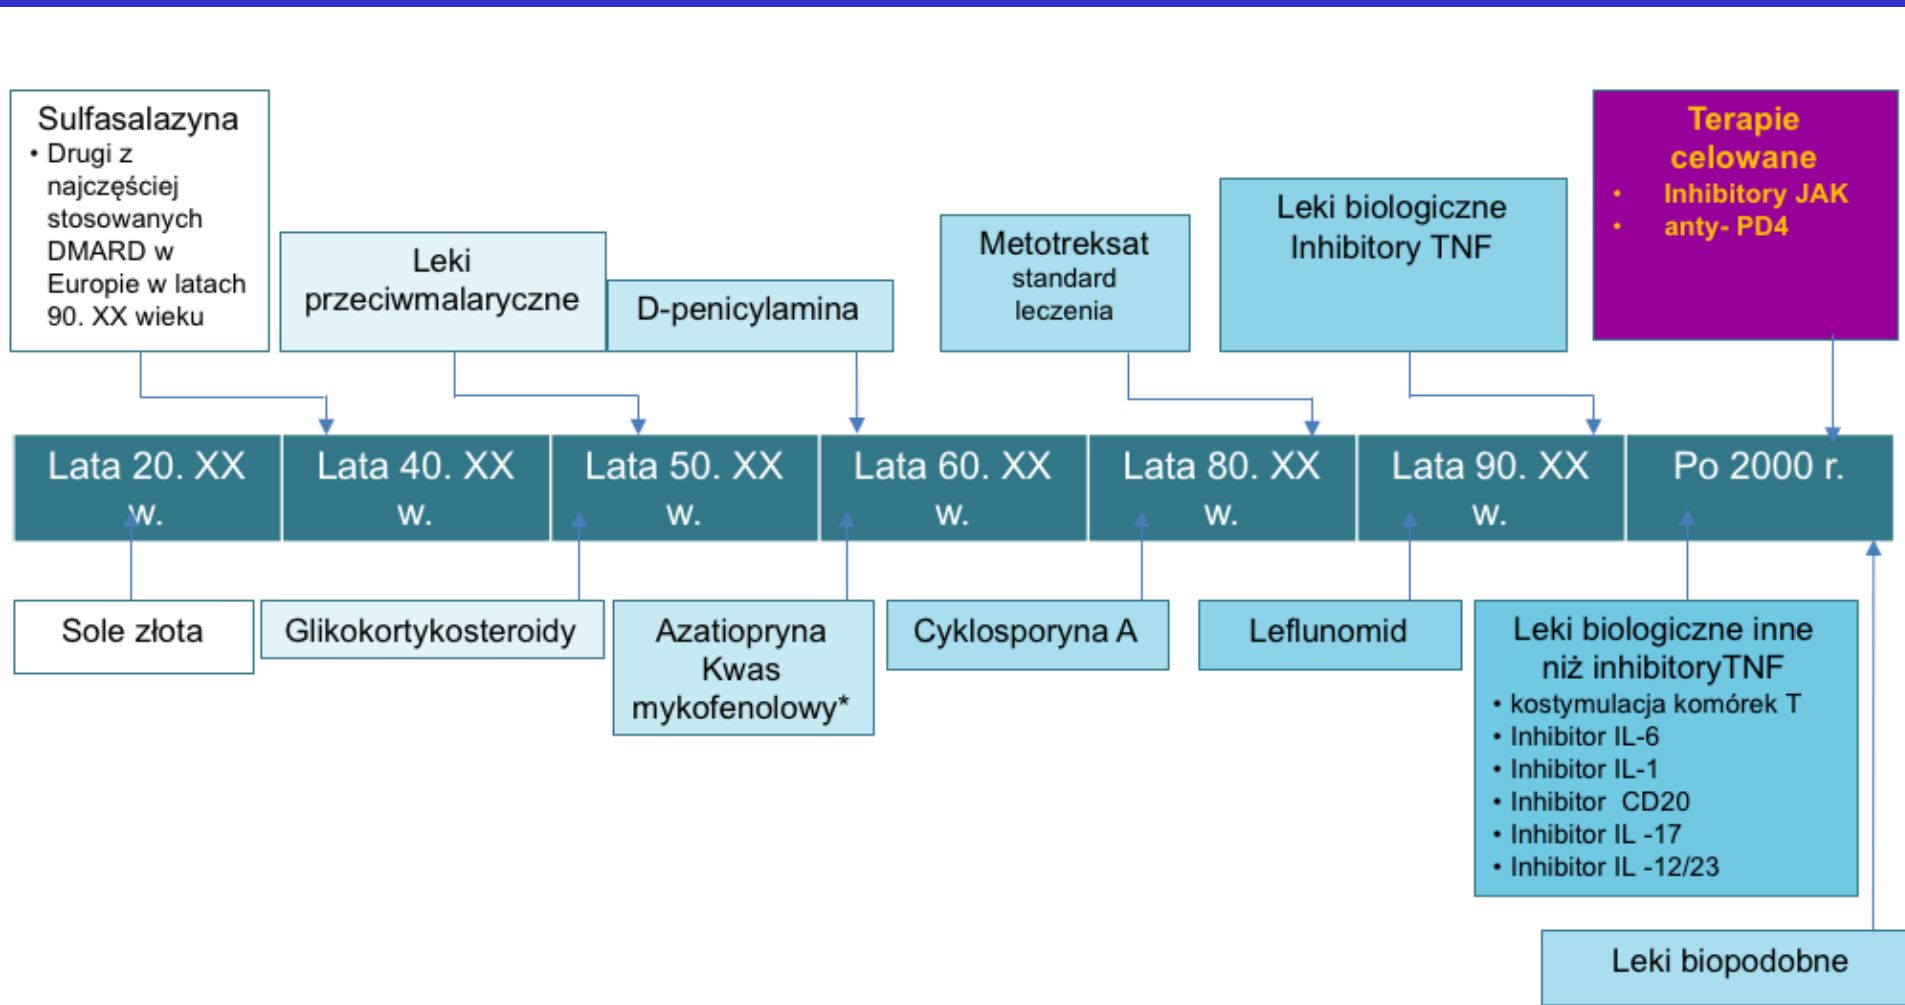 Sulfasalazyna
• Drugi z
najczęściej
stosowanych
DMARD w
Europie w latach
90. XX wieku
Leki
przeciwmalaryczne
D-penicylamina
Metotreksat
standard
leczenia
Leki biologiczne
Inhibitory TNF
Terapie
celowane
• Inhibitory JAK
• anty- PD4
Lata 20. XX
w.
Lata 40. XX
w.
Lata 50. XX
w.
Lata 60. XX
w.
Lata 80. XX
w.
Lata 90. XX
w.
Po 2000 r.
Sole złota
Glikokortykosteroidy
Azatiopryna
Kwas
mykofenolowy*
Cyklosporyna A
Leflunomid
Leki biologiczne inne
niż inhibitoryTNF
• kostymulacja komórek T
• Inhibitor IL-6
• Inhibitor IL-1
• Inhibitor  CD20
• Inhibitor IL -17
• Inhibitor IL -12/23
Leki biopodobne